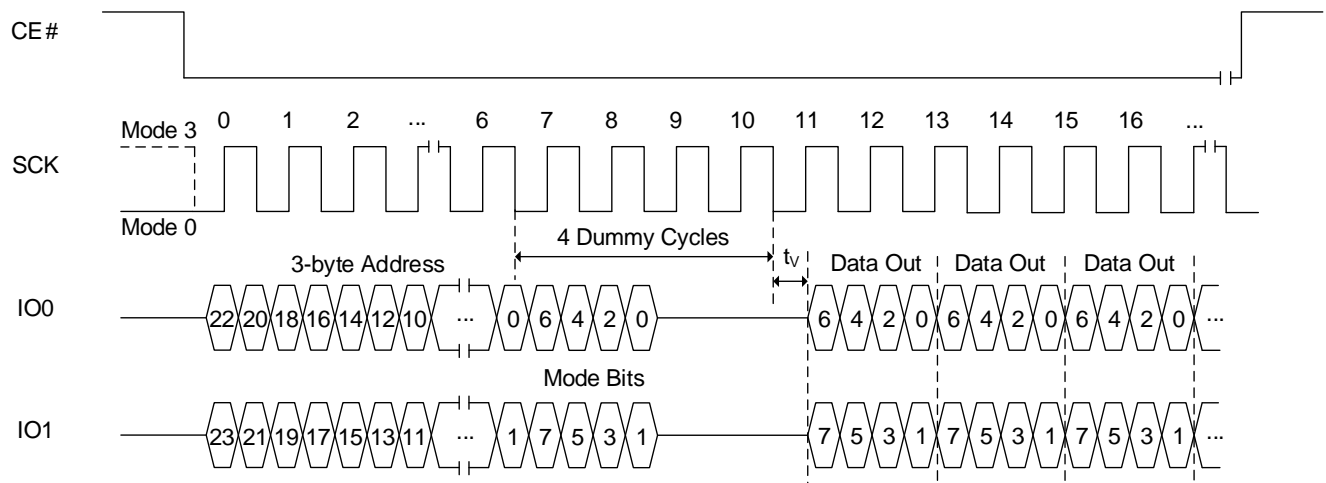 CE#
Mode 3 0 1 2 ... 6 7 8 9 10 11 12 13 14 15 16 ...
SCK
Mode 0
4 Dummy Cycles
3-byte Address tV Data Out Data Out Data Out
IO0 22 20 18 16 14 12 10 ... 0 6 4 2 0 6 4 2 0 6 4 2 0 6 4 2 0 ...
Mode Bits
IO1 23 21 19 17 15 13 11 ... 1 7 5 3 1 7 5 3 1 7 5 3 1 7 5 3 1 ...